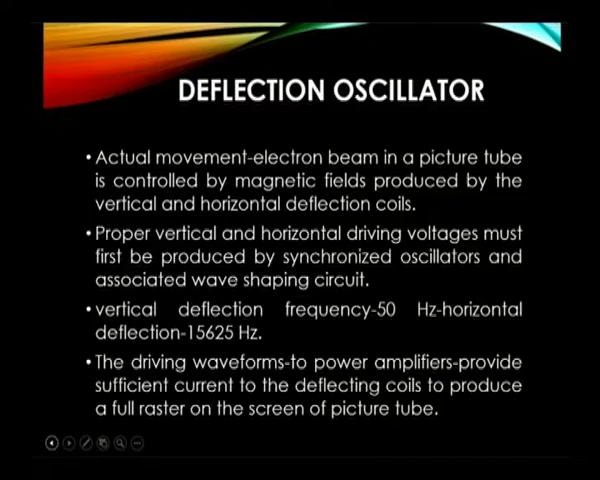 DEFLECTION OSCILLATOR
• Actual movement-electron beam in a picture tube
is controlled by magnetic fields produced by the
vertical and horizontal deflection coils.
• Proper vertical and horizontal driving voltages must
first be produced by synchronized oscillators and
associated wave shaping circuit.
• vertical deflection frequency-50 Hz-horizontal
deflection-15625 Hz.
• The driving waveforms-to power amplifiers-provide
sufficient current to the deflecting coils to produce
a full raster on the screen of picture tube.